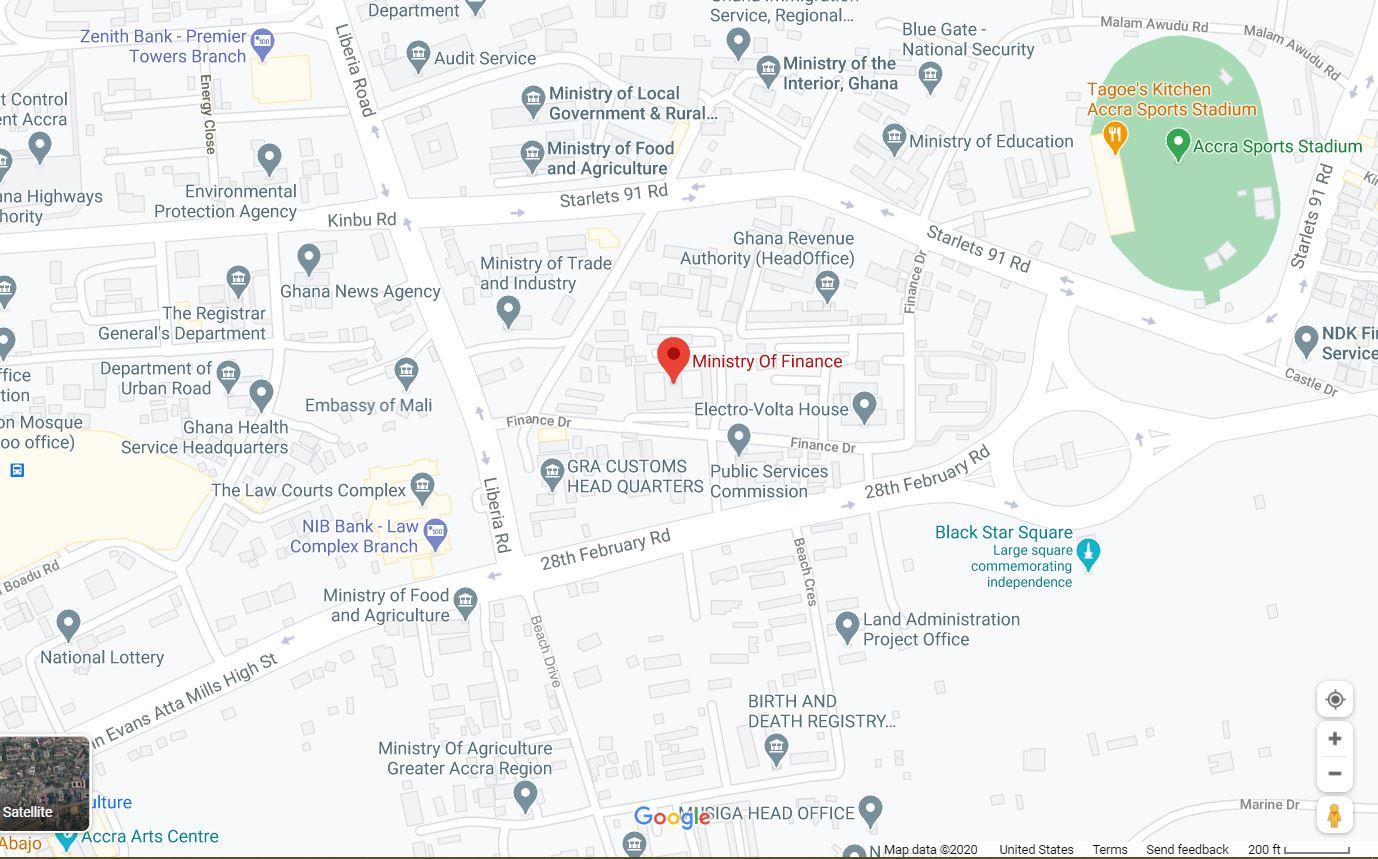 Department
Ghana Immigration
Service, Regional...
Malam Awudu Rd
Malam Awudu Rd
Blue Gate -
National Security
Zenith Bank - Premier
Towers Branch
Liberia Road
Audit Service
Ministry of the
Interior, Ghana
Energy Close
t Control
ent Accra
Ministry of Local
Government & Rural...
Tagoe's Kitchen
Accra Sports Stadium
Ministry of Education
Accra Sports Stadium
Ministry of Food
and Agriculture
ana Highways
hority
Environmental
Protection Agency
Starlets 91 Rd
Kinbu Rd
Starlets 91 Rd
Starlets 91 Rd
Ghana Revenue
Authority (HeadOffice)
Ministry of Trade
and Industry
Finance Dr
Ghana News Agency
The Registrar
General's Department
NDK Fi
Service
Ministry Of Finance
Department of
Urban Road
ffice
tion
Castle Dr
Embassy of Mali
Electro-Volta House
on Mosque
oo office)
Ghana Health
Service Headquarters
Finance Dr
Finance Dr
GRA CUSTOMS
HEAD QUARTERS
Public Services
Commission
28th February Rd
The Law Courts Complex
Liberia Rd
NIB Bank - Law
Complex Branch
28th February Rd
Black Star Square
Large square
commemorating
independence
Beach Cres
Boadu Rd
Ministry of Food
and Agriculture
Land Administration
Project Office
Beach Drive
National Lottery
n Evans Atta Mills High St
BIRTH AND
DEATH REGISTRY...
Ministry Of Agriculture
Greater Accra Region
Satellite
ulture
Accra Arts Centre
Abajo
Google
MUSIGA HEAD OFFICE
Marine Dr
Map data ©2020 United States Terms Send feedback 200 ft